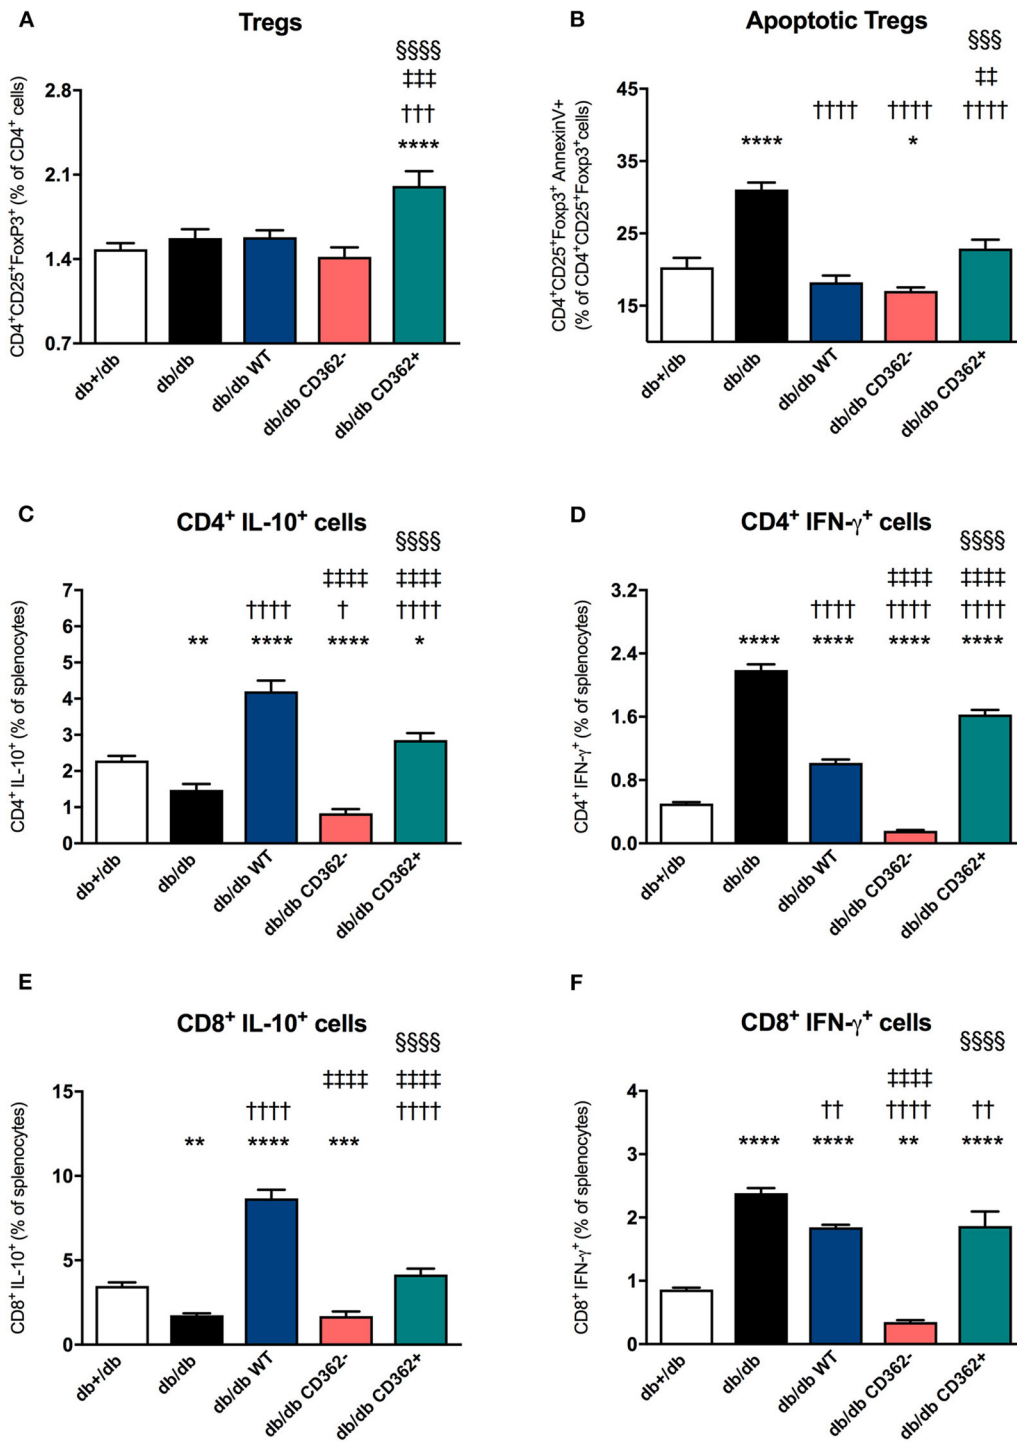 A
Tregs
§§§§
‡‡‡
†††
****
CD4⁺CD25⁺FoxP3⁺ (% of CD4⁺ cells)
2.8
2.1
1.4
0.7
db+/db
db/db
db/db WT
db/db CD362-
db/db CD362+
B
Apoptotic Tregs
§§§
‡‡
†††† †††† ††††
**** *
CD4⁺CD25⁺Foxp3⁺ AnnexinV+
(% of CD4⁺CD25⁺Foxp3⁺cells)
45
35
25
15
db+/db
db/db
db/db WT
db/db CD362-
db/db CD362+
C
CD4⁺ IL-10⁺ cells
§§§§
‡‡‡‡ ‡‡‡‡
†††† † ††††
** **** **** *
CD4⁺ IL-10⁺ (% of splenocytes)
7
6
5
4
3
2
1
0
db+/db
db/db
db/db WT
db/db CD362-
db/db CD362+
D
CD4⁺ IFN-γ⁺ cells
§§§§
‡‡‡‡ ‡‡‡‡
†††† †††† ††††
**** **** **** ****
CD4⁺ IFN-γ⁺ (% of splenocytes)
3.2
2.4
1.6
0.8
0.0
db+/db
db/db
db/db WT
db/db CD362-
db/db CD362+
E
CD8⁺ IL-10⁺ cells
§§§§
‡‡‡‡ ‡‡‡‡
†††† ††††
** **** ***
CD8⁺ IL-10⁺ (% of splenocytes)
15
10
5
0
db+/db
db/db
db/db WT
db/db CD362-
db/db CD362+
F
CD8⁺ IFN-γ⁺ cells
§§§§
‡‡‡‡
†† †††† ††
**** **** ** ****
CD8⁺ IFN-γ⁺ (% of splenocytes)
4
3
2
1
0
db+/db
db/db
db/db WT
db/db CD362-
db/db CD362+